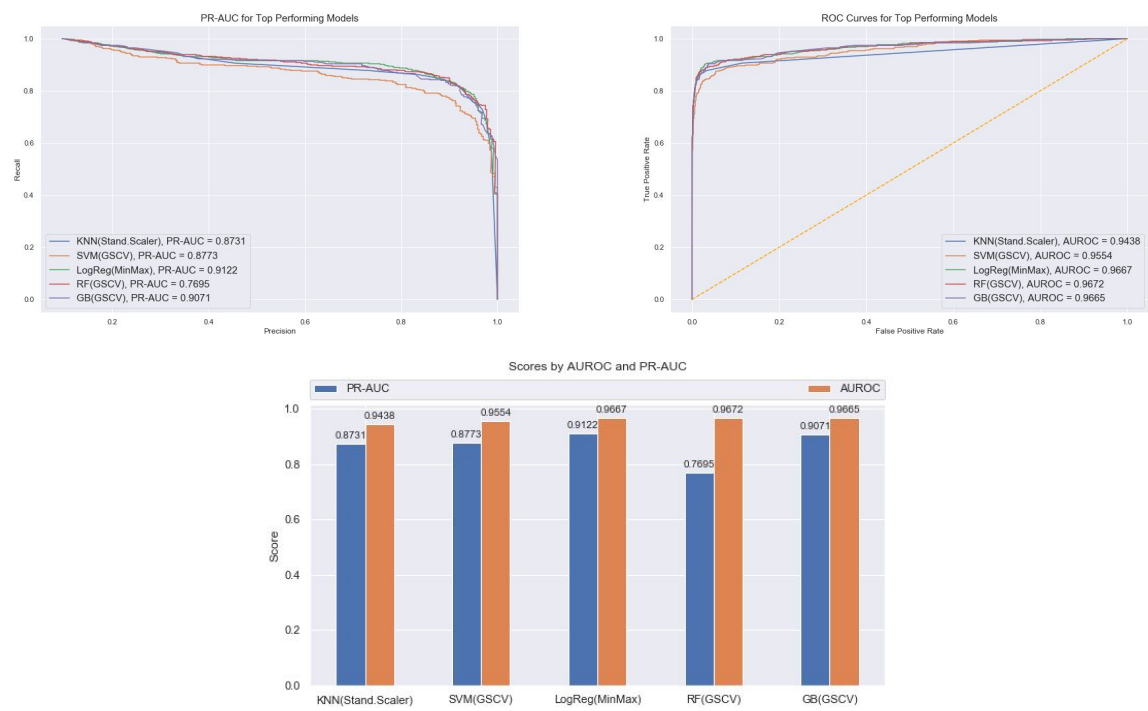 PR-AUC for Top Performing Models
1.0
0.8
0.6
0.4
0.2
0.0
Recall
KNN(Stand.Scaler), PR-AUC = 0.8731
SVM(GSCV), PR-AUC = 0.8773
LogReg(MinMax), PR-AUC = 0.9122
RF(GSCV), PR-AUC = 0.7695
GB(GSCV), PR-AUC = 0.9071
0.2 0.4 0.6 0.8 1.0
Precision
ROC Curves for Top Performing Models
1.0
0.8
0.6
0.4
0.2
0.0
True Positive Rate
KNN(Stand.Scaler), AUROC = 0.9438
SVM(GSCV), AUROC = 0.9554
LogReg(MinMax), AUROC = 0.9667
RF(GSCV), AUROC = 0.9672
GB(GSCV), AUROC = 0.9665
0.0 0.2 0.4 0.6 0.8 1.0
False Positive Rate
Scores by AUROC and PR-AUC
PR-AUC AUROC
1.0
0.8
0.6
0.4
0.2
0.0
Score
0.8731 0.9438 0.8773 0.9554 0.9122 0.9667 0.7695 0.9672 0.9071 0.9665
KNN(Stand.Scaler) SVM(GSCV) LogReg(MinMax) RF(GSCV) GB(GSCV)